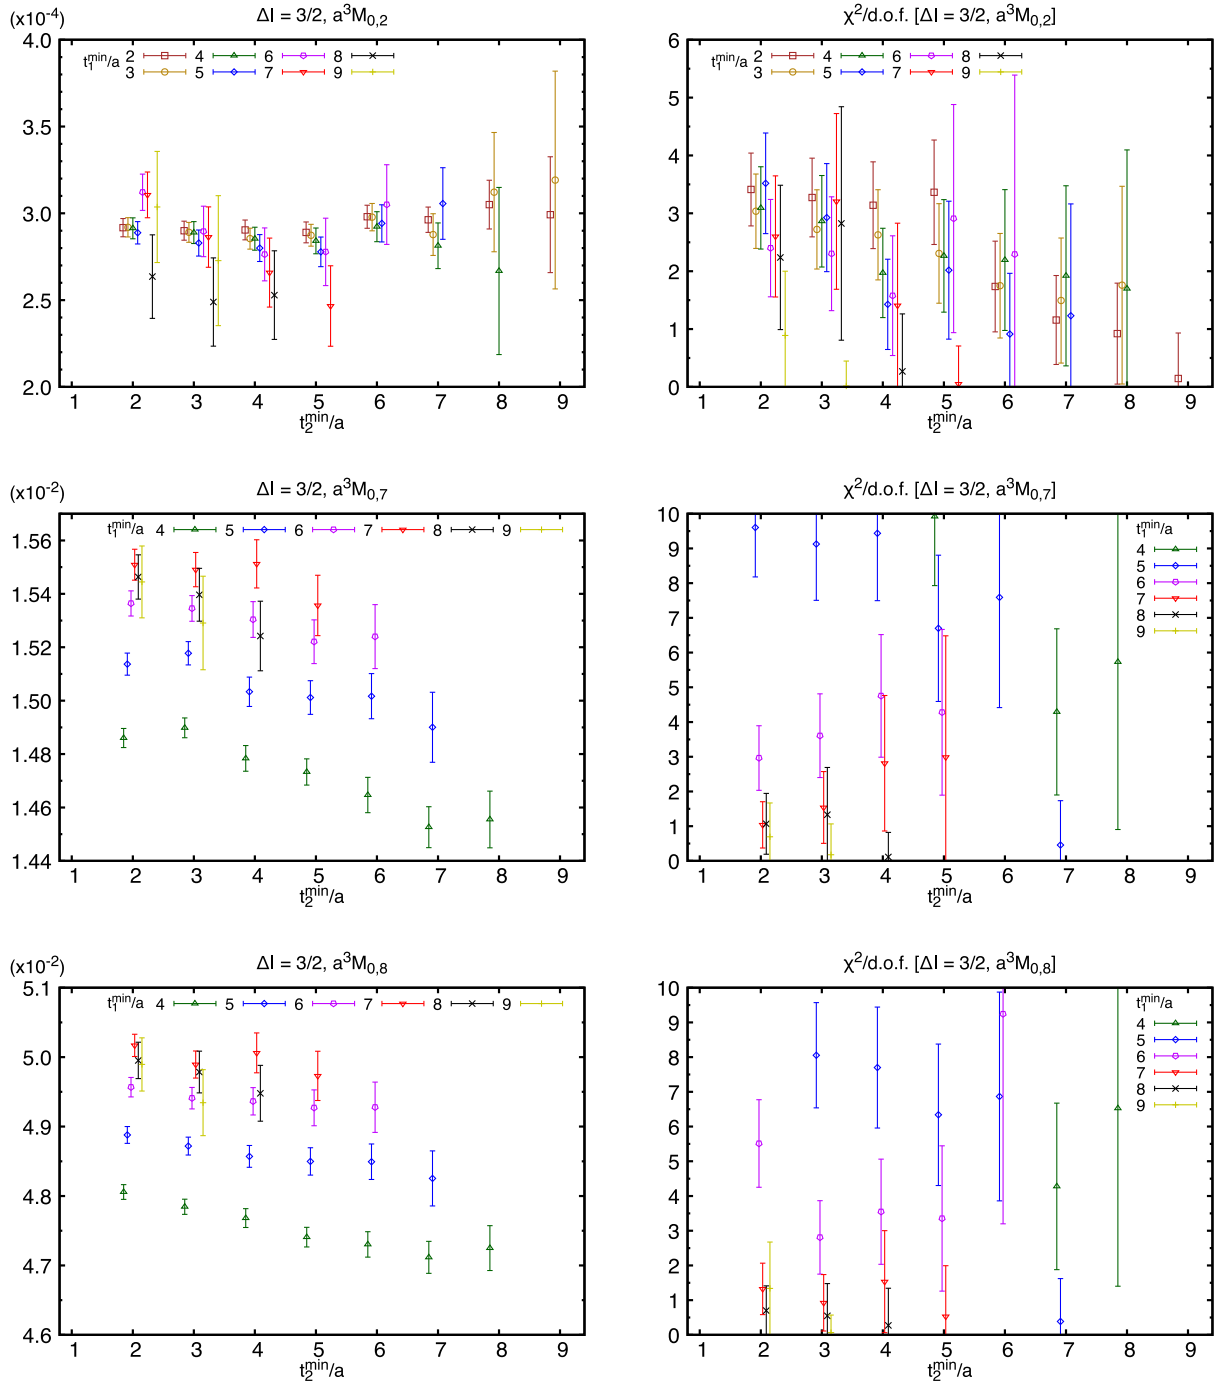 (x10-4) ΔI = 3/2, a³M0,2
4.0
3.5
3.0
2.5
2.0
t1min/a 2 4 6 8
3 5 7 9
1 2 3 4 5 6 7 8 9
t2min/a
χ²/d.o.f. [ΔI = 3/2, a³M0,2]
6
5
4
3
2
1
0
t1min/a 2 4 6 8
3 5 7 9
1 2 3 4 5 6 7 8 9
t2min/a
(x10-2) ΔI = 3/2, a³M0,7
1.56
1.54
1.52
1.50
1.48
1.46
1.44
t1min/a 4 5 6 7 8 9
1 2 3 4 5 6 7 8 9
t2min/a
χ²/d.o.f. [ΔI = 3/2, a³M0,7]
10
9
8
7
6
5
4
3
2
1
0
t1min/a
4
5
6
7
8
9
1 2 3 4 5 6 7 8 9
t2min/a
(x10-2) ΔI = 3/2, a³M0,8
5.1
5.0
4.9
4.8
4.7
4.6
t1min/a 4 5 6 7 8 9
1 2 3 4 5 6 7 8 9
t2min/a
χ²/d.o.f. [ΔI = 3/2, a³M0,8]
10
9
8
7
6
5
4
3
2
1
0
t1min/a
4
5
6
7
8
9
1 2 3 4 5 6 7 8 9
t2min/a